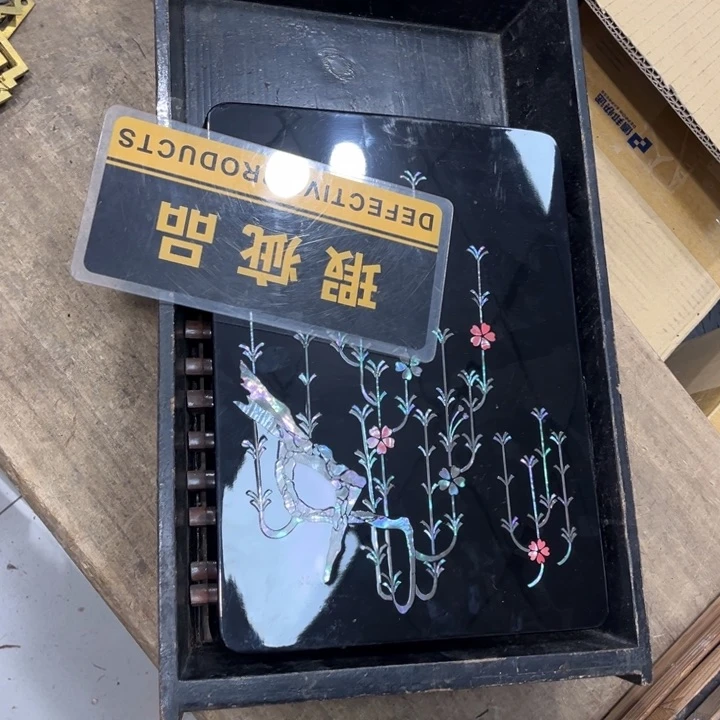 DEFECTIVE PRODUCTS
瑕疵品